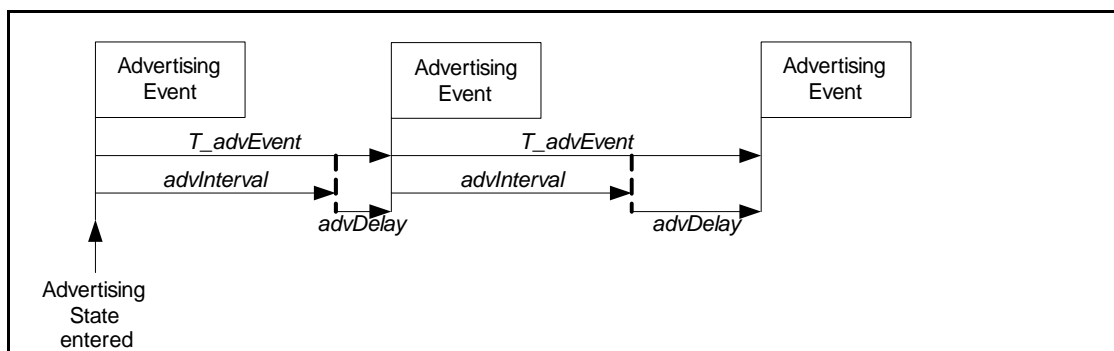 Advertising
Event
Advertising
Event
Advertising
Event
T_advEvent
T_advEvent
advInterval
advInterval
advDelay
advDelay
Advertising
State
entered